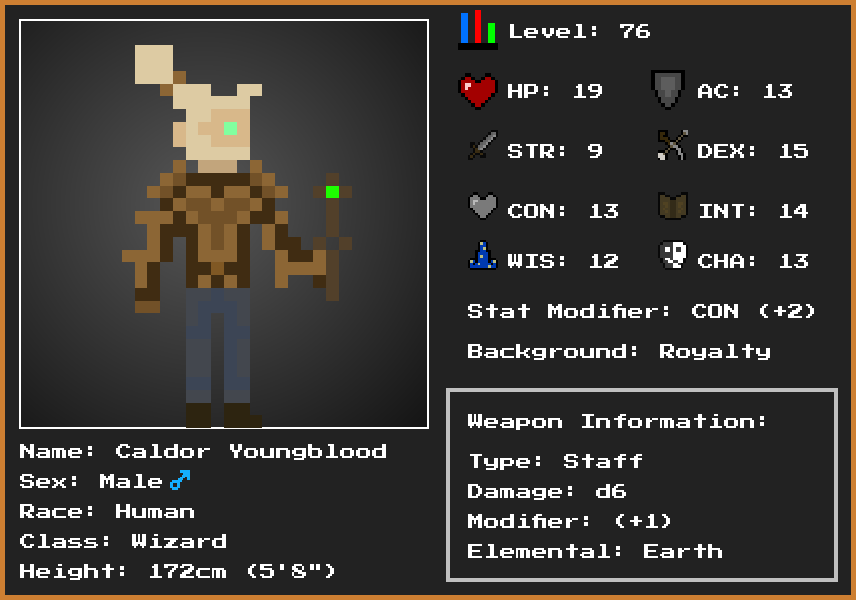 Level: 76
HP: 19
AC: 13
STR: 9
DEX: 15
CON: 13
INT: 14
WIS: 12
CHA: 13
Stat Modifier: CON (+2)
Background: Royalty
Weapon Information:
Type: Staff
Damage: d6
Modifier: (+1)
Elemental: Earth
Name: Caldor Youngblood
Sex: Male♂
Race: Human
Class: Wizard
Height: 172cm (5'8")